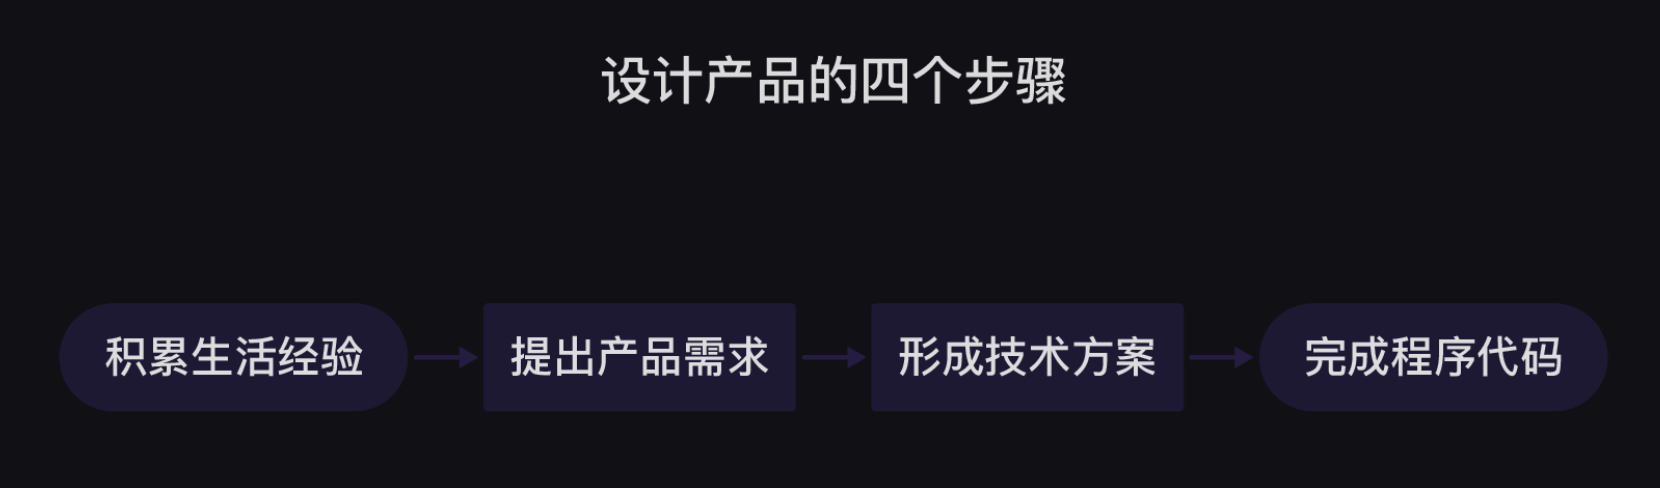 设计产品的四个步骤
积累生活经验
提出产品需求
形成技术方案
完成程序代码